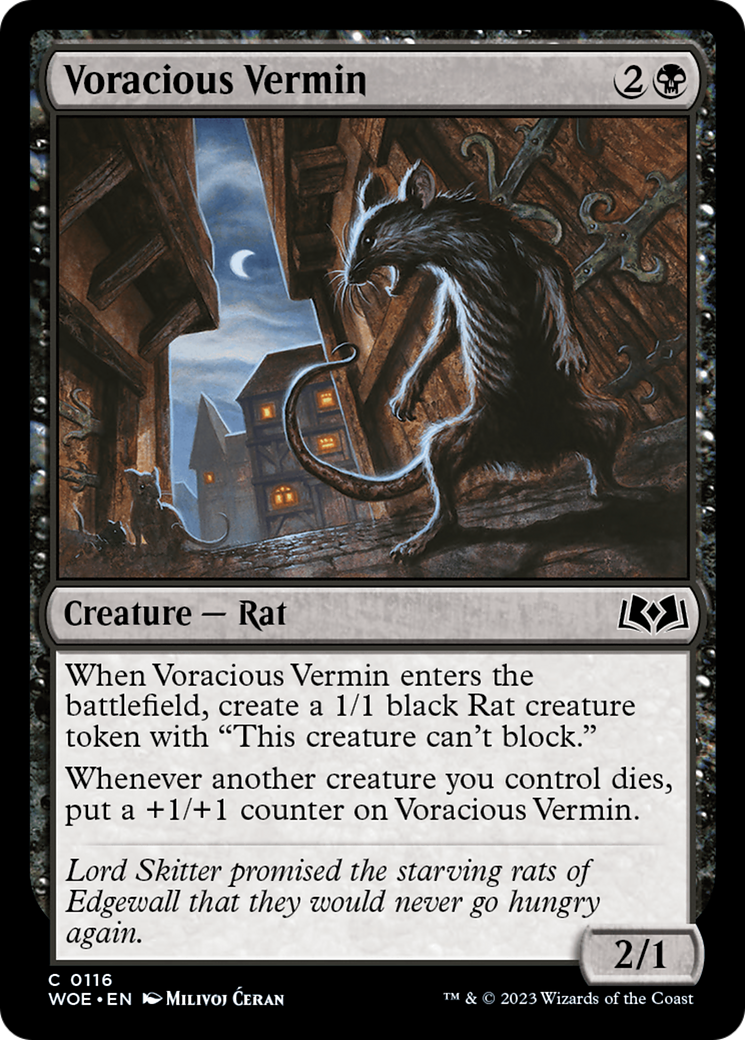 Voracious Vermin 2
Creature — Rat
When Voracious Vermin enters the
battlefield, create a 1/1 black Rat creature
token with “This creature can’t block.”
Whenever another creature you control dies,
put a +1/+1 counter on Voracious Vermin.
Lord Skitter promised the starving rats of
Edgewall that they would never go hungry
again.
2/1
C 0116
WOE • EN Milivoj Ćeran ™ & © 2023 Wizards of the Coast